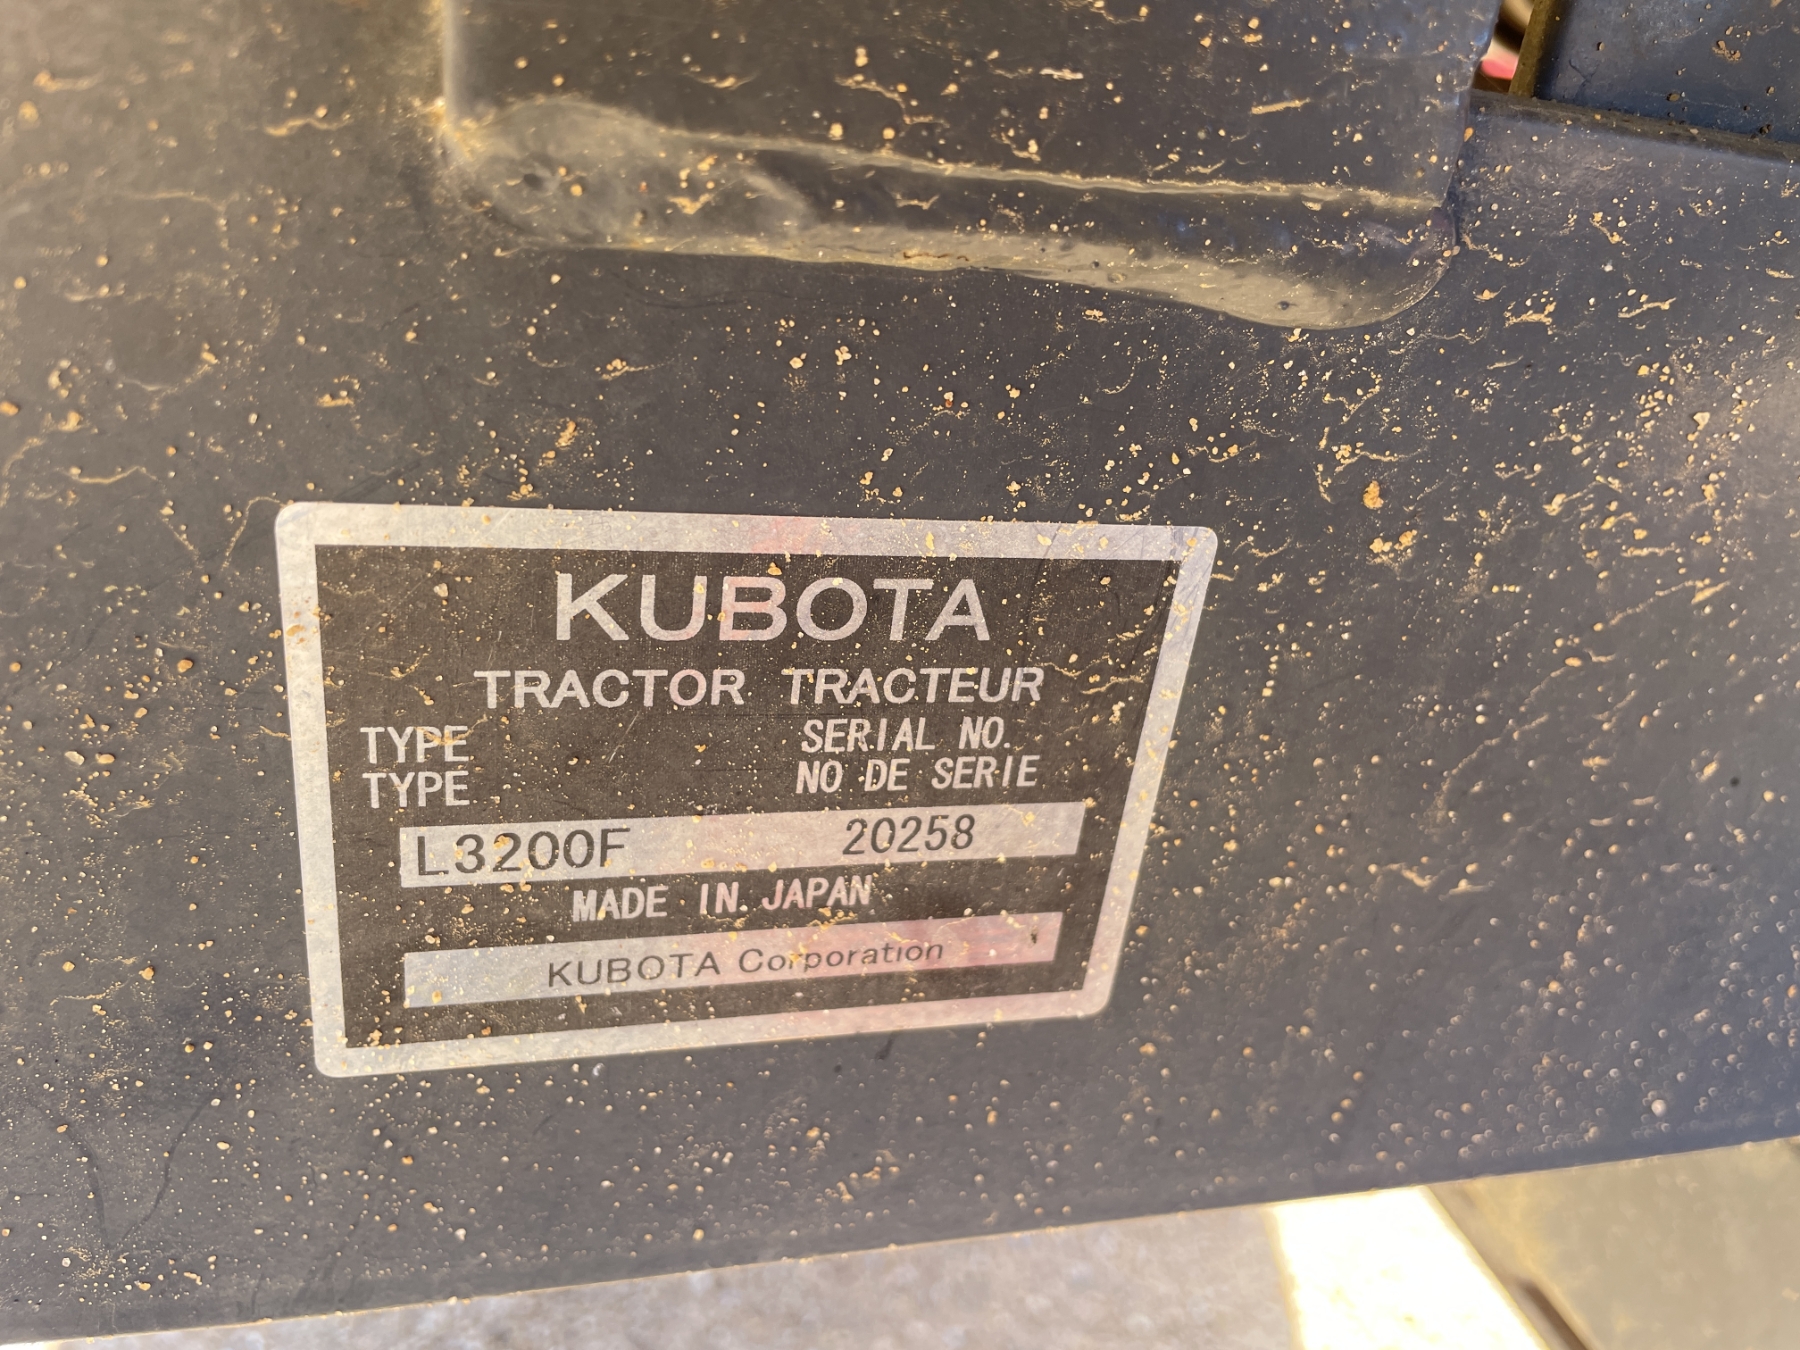 KUBOTA
TRACTOR TRACTEUR
TYPE SERIAL NO.
TYPE NO DE SERIE
L3200F 20258
MADE IN JAPAN
KUBOTA Corporation